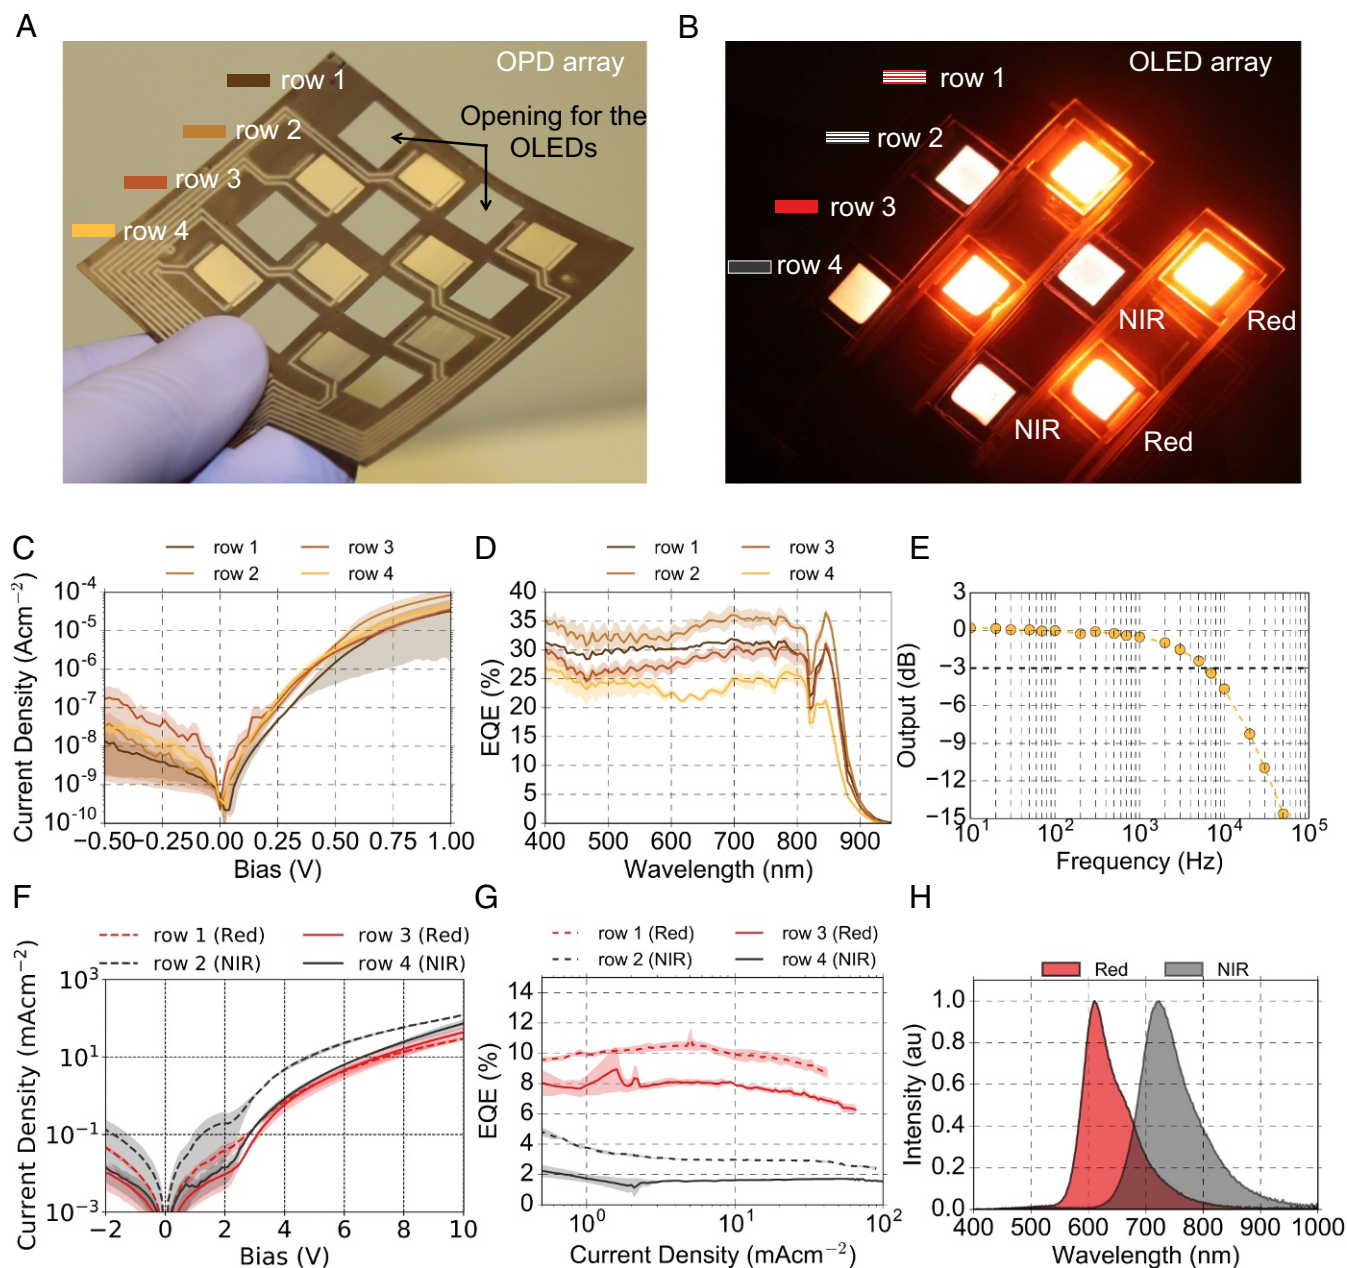 A
OPD array
row 1
row 2
row 3
row 4
Opening for the
OLEDs
B
OLED array
row 1
row 2
row 3
row 4
NIR
Red
NIR
Red
C
row 1
row 3
row 2
row 4
Current Density (Acm⁻²)
10⁻⁴
10⁻⁵
10⁻⁶
10⁻⁷
10⁻⁸
10⁻⁹
10⁻¹⁰
−0.50 −0.25 0.00 0.25 0.50 0.75 1.00
Bias (V)
D
row 1
row 3
row 2
row 4
EQE (%)
40
35
30
25
20
15
10
5
0
400 500 600 700 800 900
Wavelength (nm)
E
Output (dB)
3
0
−3
−6
−9
−12
−15
10¹ 10² 10³ 10⁴ 10⁵
Frequency (Hz)
F
row 1 (Red)
row 3 (Red)
row 2 (NIR)
row 4 (NIR)
Current Density (mAcm⁻²)
10³
10¹
10⁻¹
10⁻³
−2 0 2 4 6 8 10
Bias (V)
G
row 1 (Red)
row 3 (Red)
row 2 (NIR)
row 4 (NIR)
EQE (%)
14
12
10
8
6
4
2
0
10⁰ 10¹ 10²
Current Density (mAcm⁻²)
H
Red
NIR
Intensity (au)
1.0
0.8
0.6
0.4
0.2
0.0
400 500 600 700 800 900 1000
Wavelength (nm)